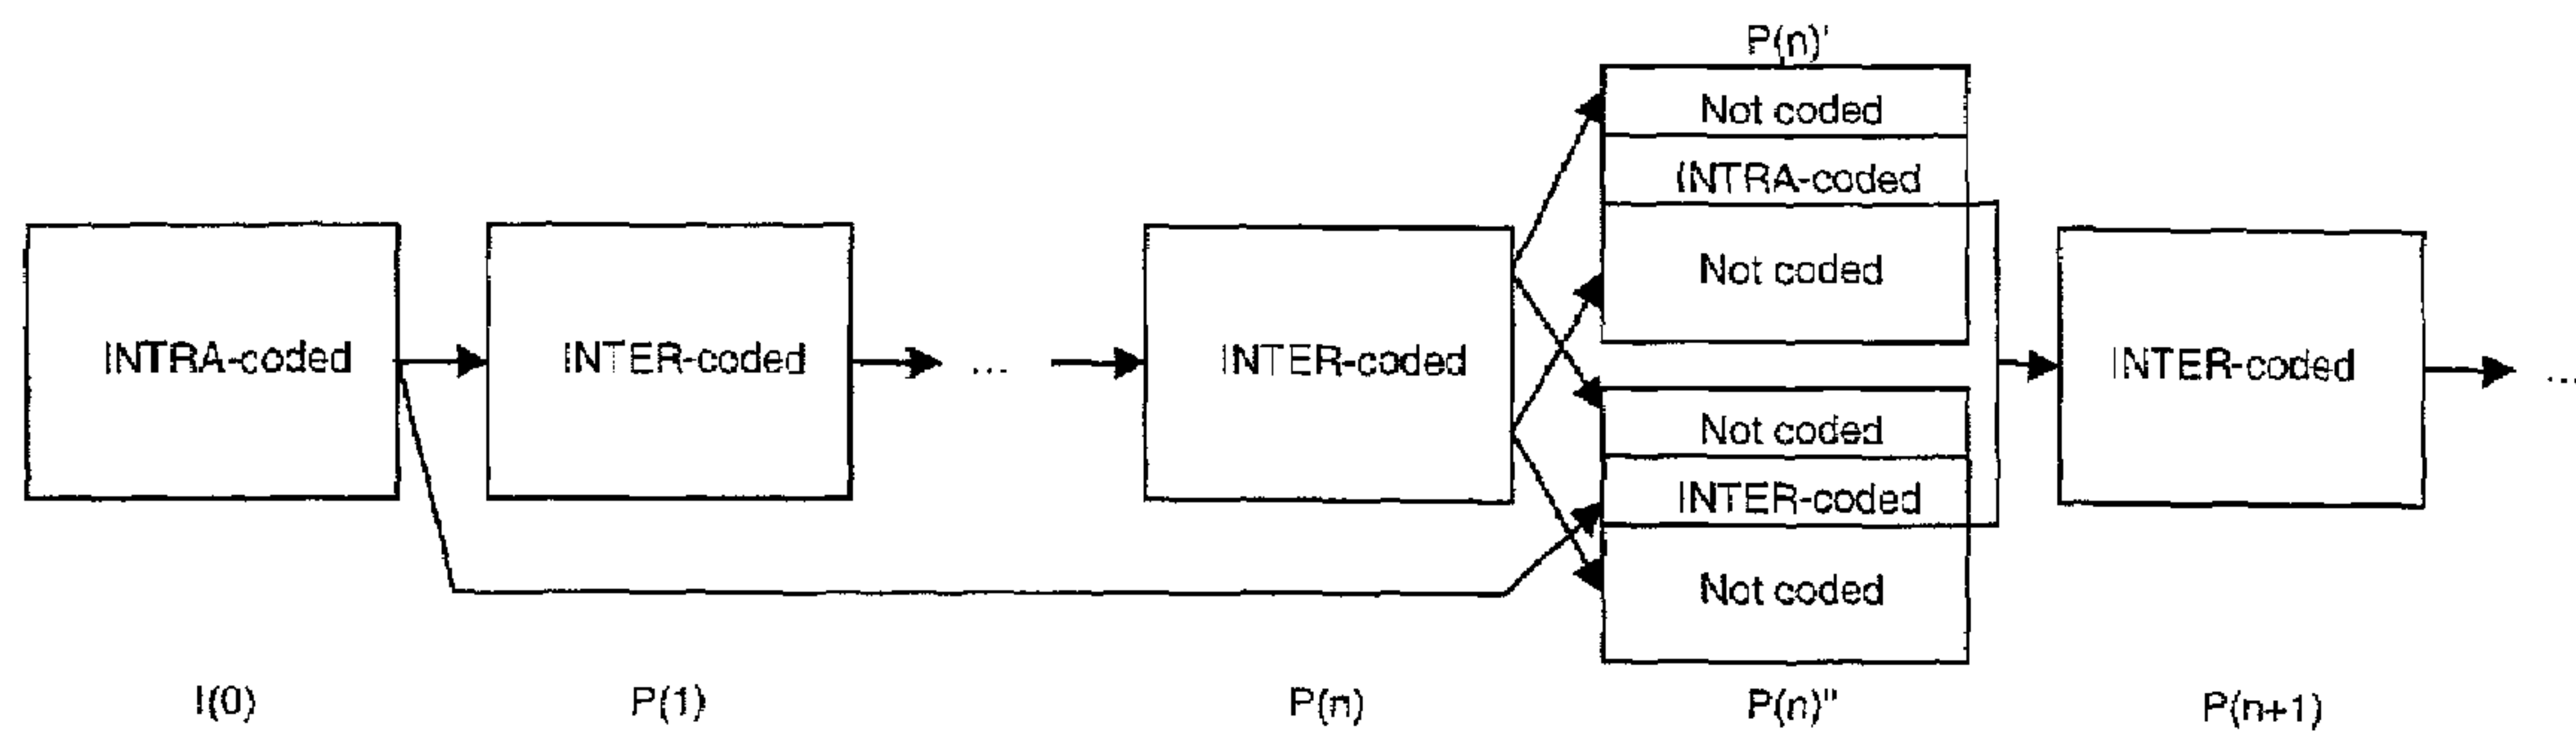 P(n)'
Not coded
INTRA-coded
Not coded
INTRA-coded
INTER-coded
...
INTER-coded
INTER-coded
...
Not coded
INTER-coded
Not coded
I(0)
P(1)
P(n)
P(n)"
P(n+1)